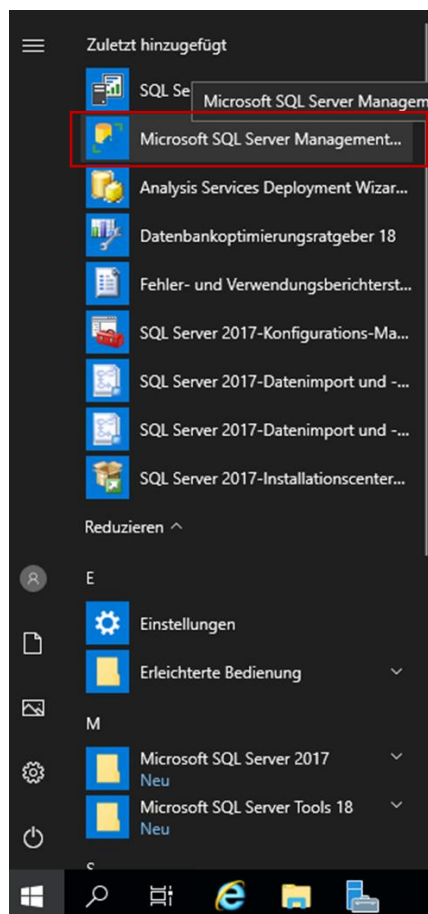 Zuletzt hinzugefügt
SQL Se
Microsoft SQL Server Managem
Microsoft SQL Server Management...
Analysis Services Deployment Wizar...
Datenbankoptimierungsratgeber 18
Fehler- und Verwendungsberichterst...
SQL Server 2017-Konfigurations-Ma...
SQL Server 2017-Datenimport und -...
SQL Server 2017-Datenimport und -...
SQL Server 2017-Installationscenter...
Reduzieren
E
Einstellungen
Erleichterte Bedienung
M
Microsoft SQL Server 2017
Neu
Microsoft SQL Server Tools 18
Neu
S